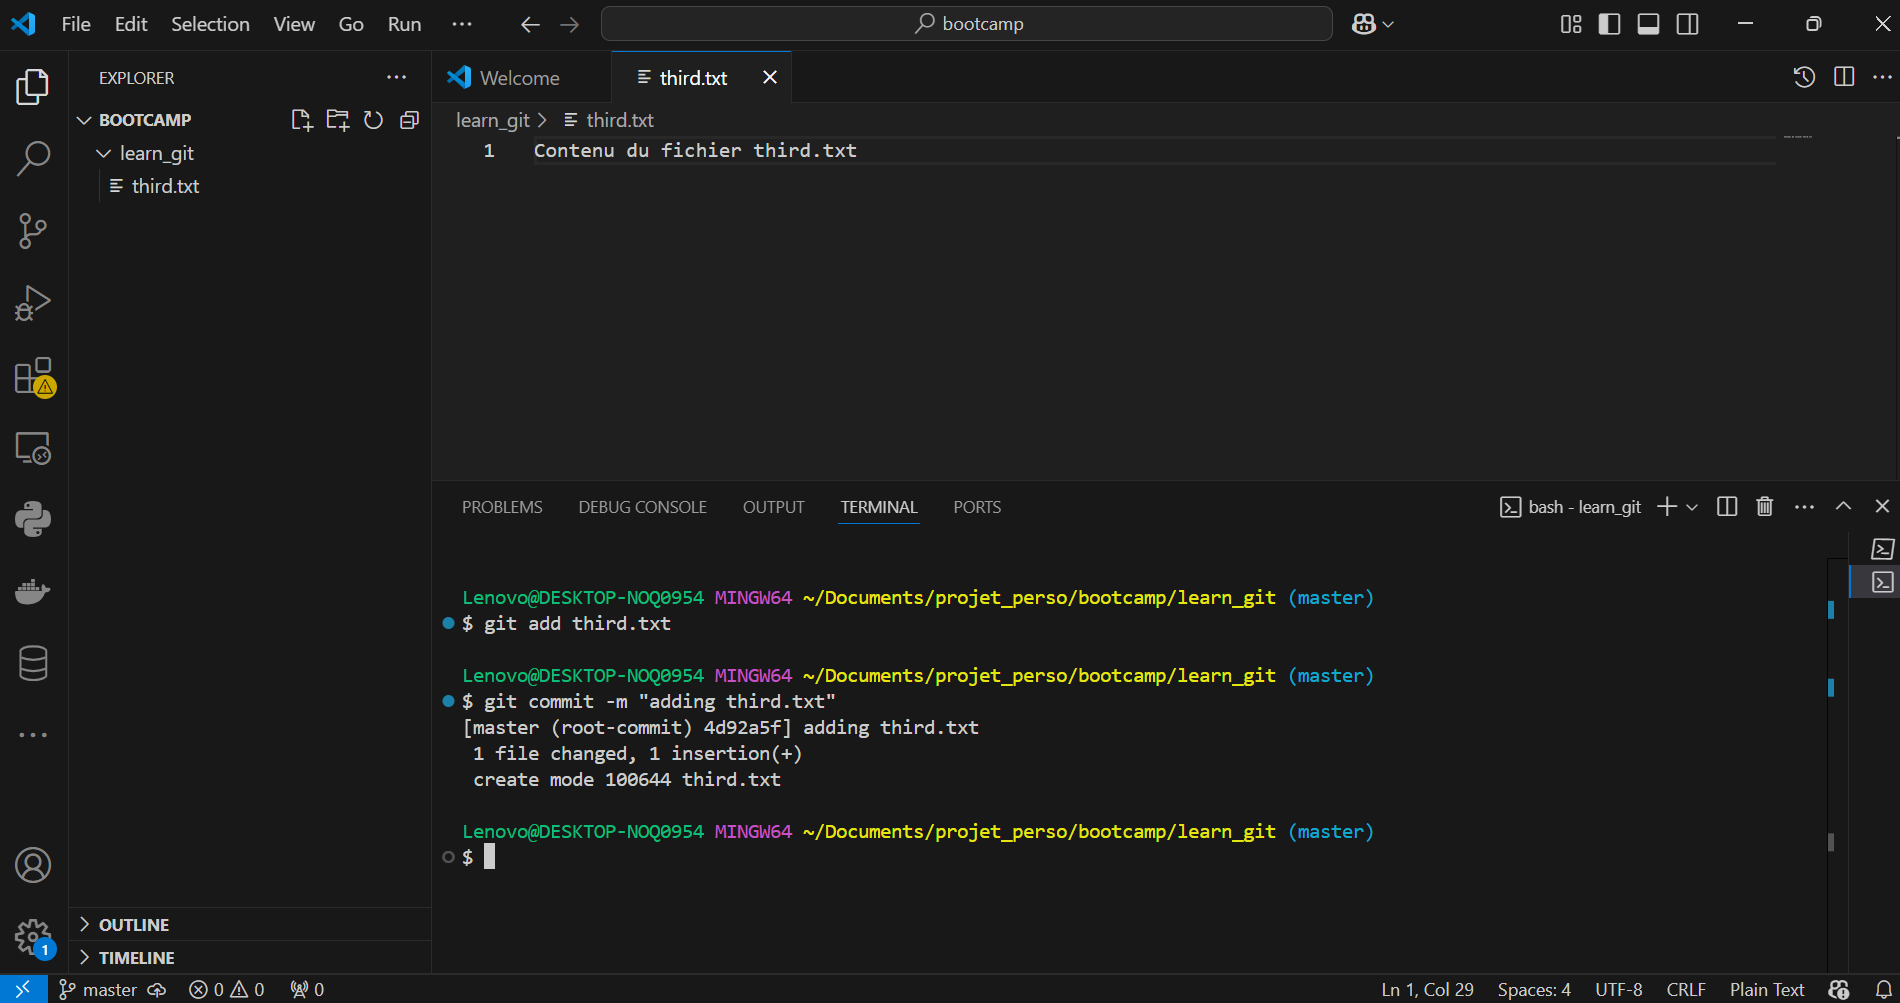 File Edit Selection View Go Run ···
bootcamp
EXPLORER
BOOTCAMP
learn_git
third.txt
Welcome
third.txt
learn_git > third.txt
1 Contenu du fichier third.txt
PROBLEMS DEBUG CONSOLE OUTPUT TERMINAL PORTS
bash - learn_git
Lenovo@DESKTOP-NOQ0954 MINGW64 ~/Documents/projet_perso/bootcamp/learn_git (master)
$ git add third.txt
Lenovo@DESKTOP-NOQ0954 MINGW64 ~/Documents/projet_perso/bootcamp/learn_git (master)
$ git commit -m "adding third.txt"
[master (root-commit) 4d92a5f] adding third.txt
1 file changed, 1 insertion(+)
create mode 100644 third.txt
Lenovo@DESKTOP-NOQ0954 MINGW64 ~/Documents/projet_perso/bootcamp/learn_git (master)
$
OUTLINE
TIMELINE
1
master 0 0 0
Ln 1, Col 29 Spaces: 4 UTF-8 CRLF Plain Text